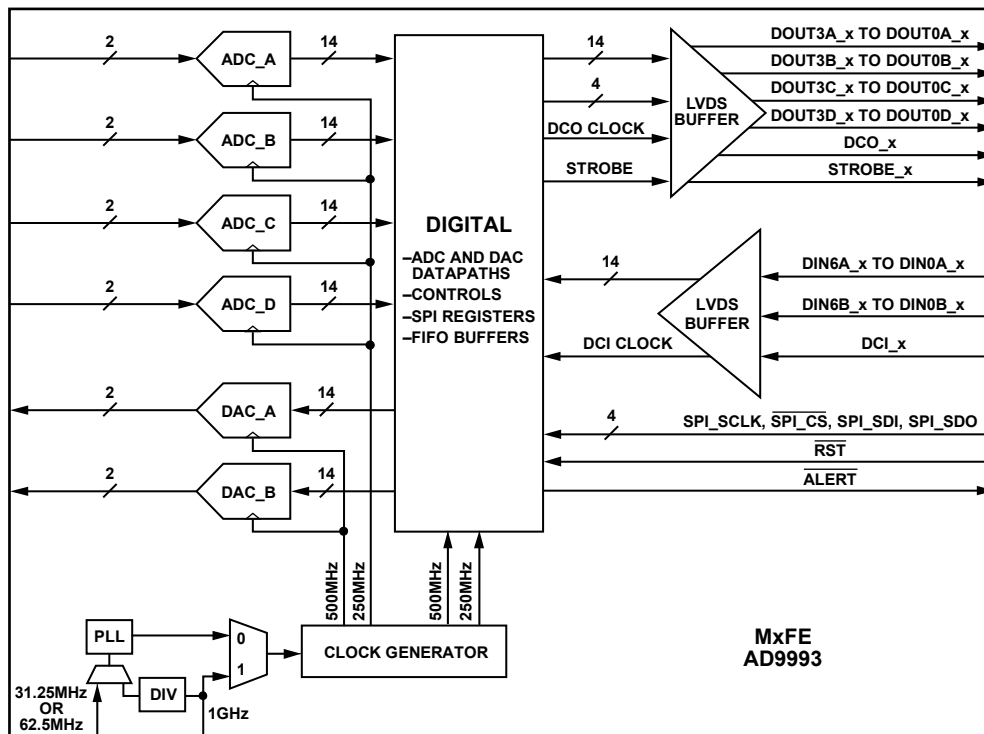 2
ADC_A
14
2
ADC_B
14
2
ADC_C
14
2
ADC_D
14
2
DAC_A
14
2
DAC_B
14
DIGITAL
–ADC AND DAC
DATAPATHS
–CONTROLS
–SPI REGISTERS
–FIFO BUFFERS
14
4
DCO CLOCK
STROBE
LVDS
BUFFER
DOUT3A_x TO DOUT0A_x
DOUT3B_x TO DOUT0B_x
DOUT3C_x TO DOUT0C_x
DOUT3D_x TO DOUT0D_x
DCO_x
STROBE_x
14
DCI CLOCK
LVDS
BUFFER
DIN6A_x TO DIN0A_x
DIN6B_x TO DIN0B_x
DCI_x
4
SPI_SCLK, SPI_CS, SPI_SDI, SPI_SDO
RST
ALERT
500MHz
250MHz
500MHz
250MHz
PLL
0
1
CLOCK GENERATOR
DIV
31.25MHz
OR
62.5MHz
1GHz
MxFE
AD9993